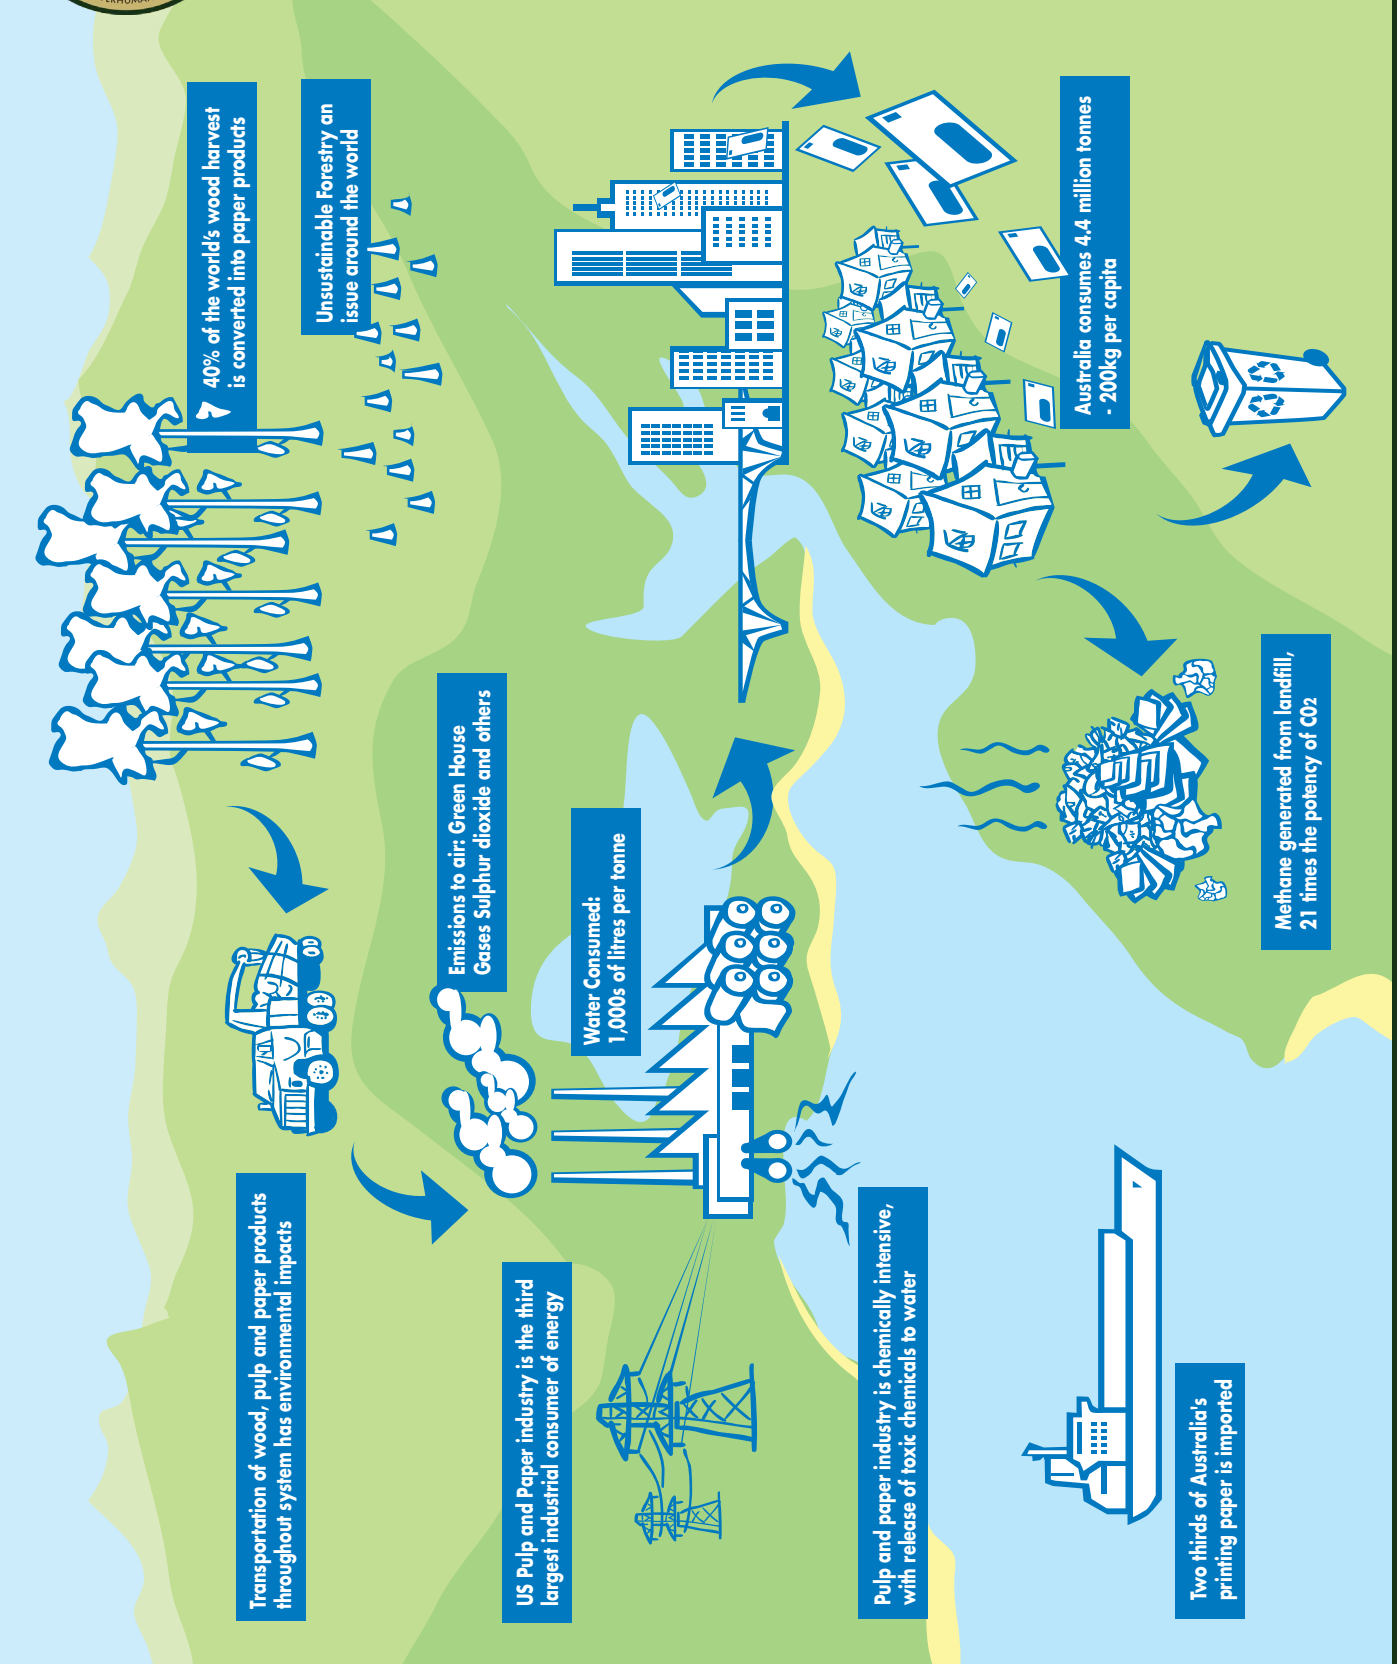 Transportation of wood, pulp and paper products
throughout system has environmental impacts
40% of the world's wood harvest
is converted into paper products
Unsustainable Forestry an
issue around the world
Emissions to air: Green House
Gases Sulphur dioxide and others
US Pulp and Paper industry is the third
largest industrial consumer of energy
Water Consumed:
1,000s of litres per tonne
Pulp and paper industry is chemically intensive,
with release of toxic chemicals to water
Australia consumes 4.4 million tonnes
- 200kg per capita
Two thirds of Australia's
printing paper is imported
Methane generated from landfill,
21 times the potency of CO2